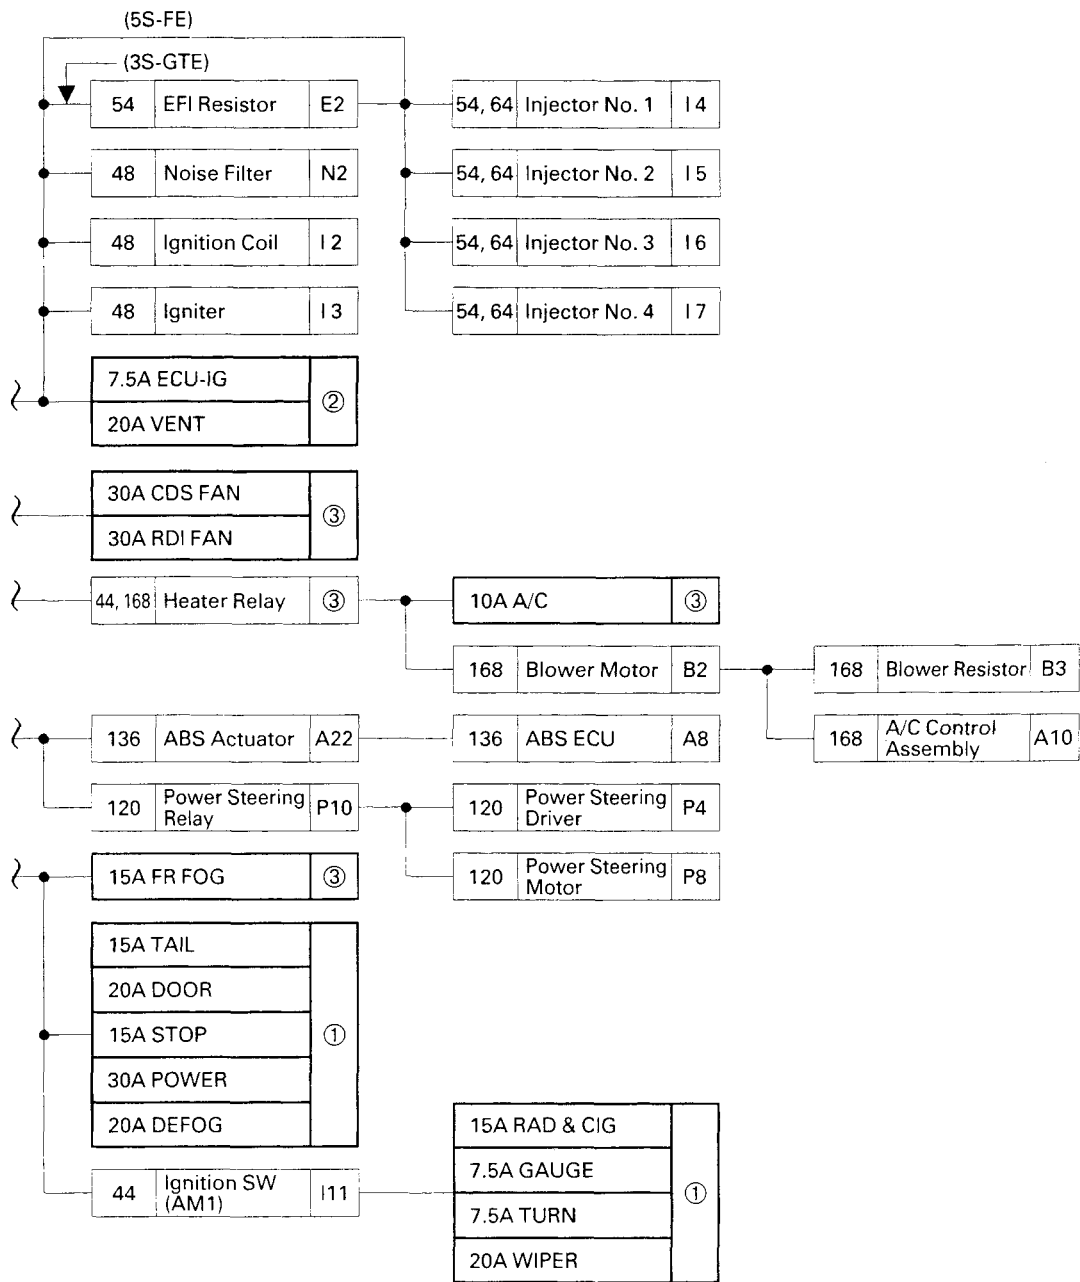 (5S-FE)
(3S-GTE)
54 EFI Resistor E2 54, 64 Injector No. 1 I4
48 Noise Filter N2 54, 64 Injector No. 2 I5
48 Ignition Coil I2 54, 64 Injector No. 3 I6
48 Igniter I3 54, 64 Injector No. 4 I7
7.5A ECU-IG
②
20A VENT
30A CDS FAN
③
30A RDI FAN
44, 168 Heater Relay ③ 10A A/C ③
168 Blower Motor B2 168 Blower Resistor B3
136 ABS Actuator A22 136 ABS ECU A8 168 A/C Control Assembly A10
120 Power Steering Relay P10 120 Power Steering Driver P4
15A FR FOG ③ 120 Power Steering Motor P8
15A TAIL
20A DOOR
15A STOP ①
30A POWER
20A DEFOG
44 Ignition SW (AM1) I11
15A RAD & CIG
7.5A GAUGE
①
7.5A TURN
20A WIPER